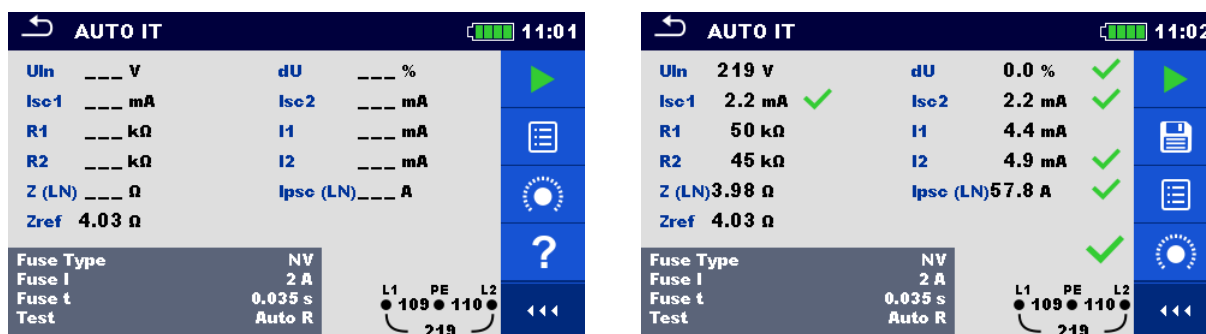 AUTO IT 11:01
Uln ___ V dU ___ %
Isc1 ___ mA Isc2 ___ mA
R1 ___ kΩ I1 ___ mA
R2 ___ kΩ I2 ___ mA
Z (LN) ___ Ω Ipsc (LN)___ A
Zref 4.03 Ω
?
Fuse Type NV
Fuse I 2 A
Fuse t 0.035 s
Test Auto R
L1 PE L2
109 110
219
AUTO IT 11:02
Uln 219 V dU 0.0 %
Isc1 2.2 mA Isc2 2.2 mA
R1 50 kΩ I1 4.4 mA
R2 45 kΩ I2 4.9 mA
Z (LN)3.98 Ω Ipsc (LN)57.8 A
Zref 4.03 Ω
Fuse Type NV
Fuse I 2 A
Fuse t 0.035 s
Test Auto R
L1 PE L2
109 110
219